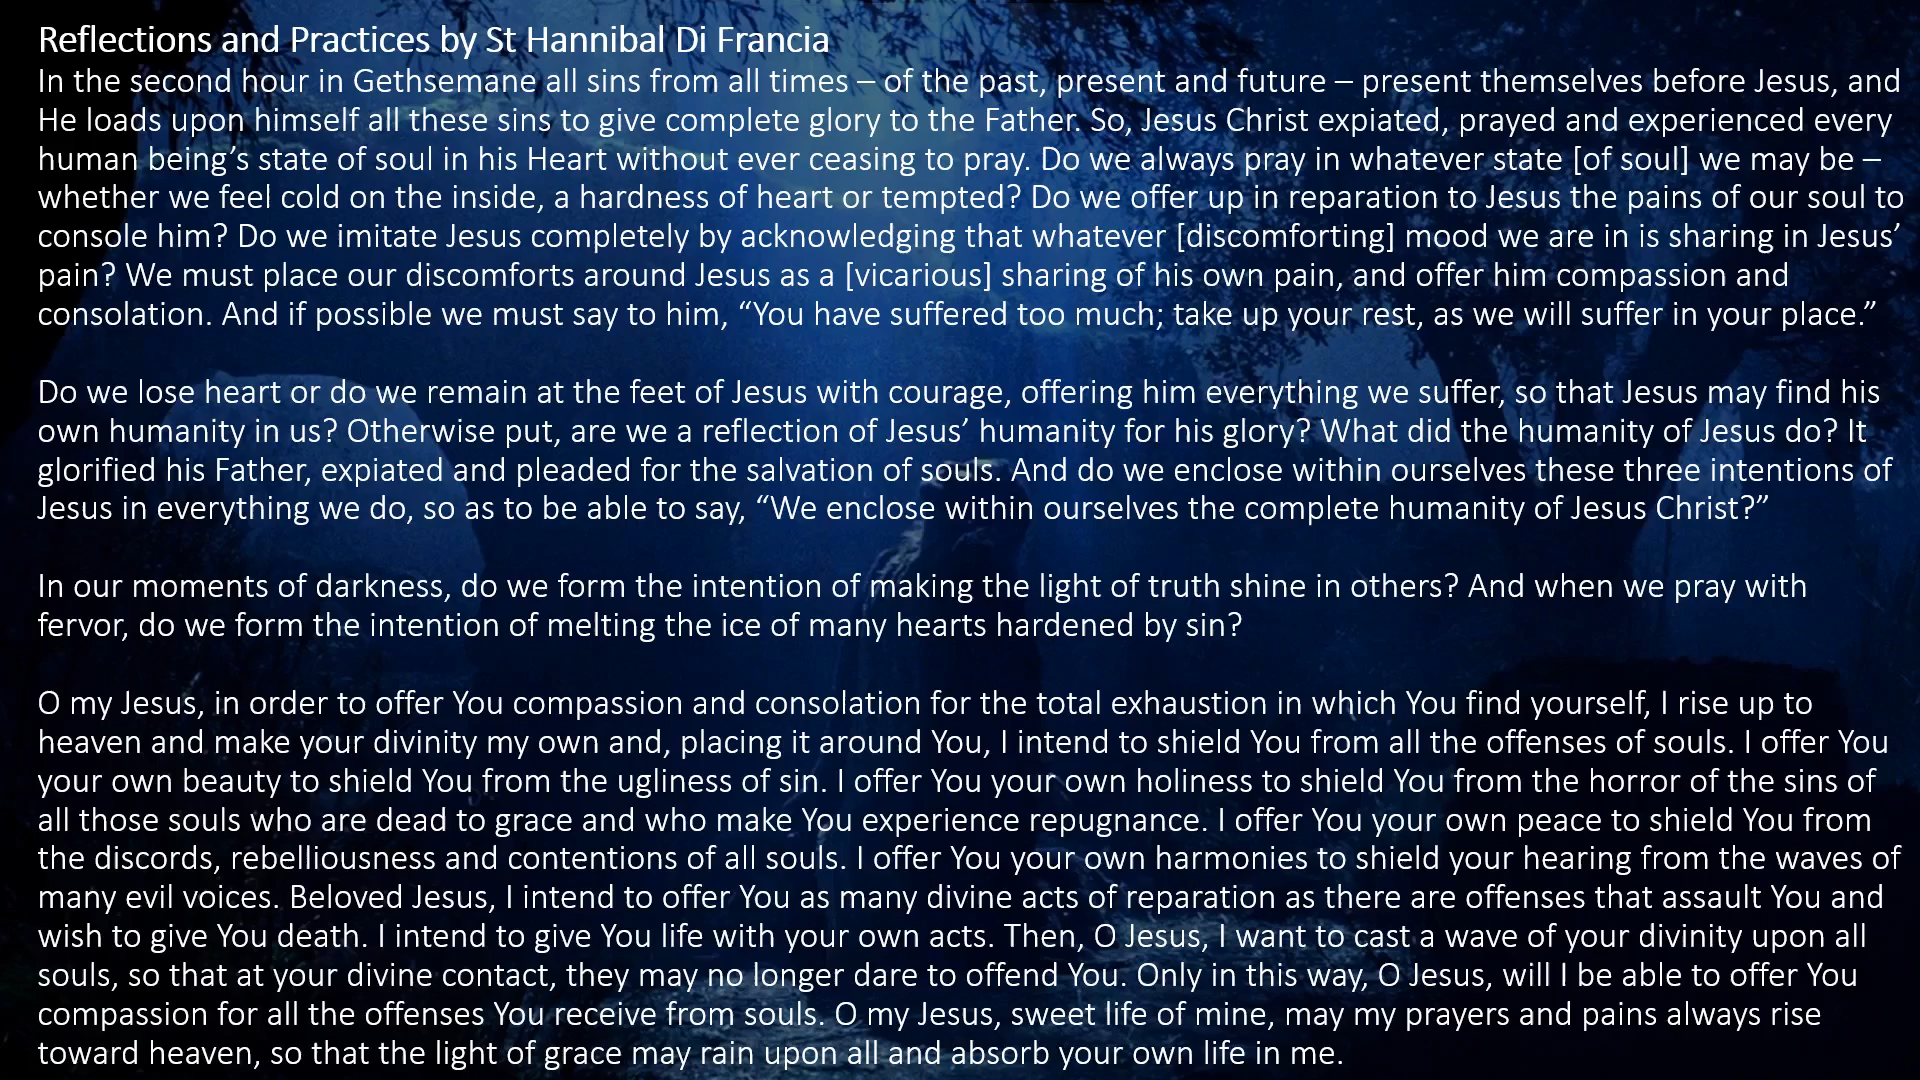 Reflections and Practices by St Hannibal Di Francia
In the second hour in Gethsemane all sins from all times – of the past, present and future – present themselves before Jesus, and
He loads upon himself all these sins to give complete glory to the Father. So, Jesus Christ expiated, prayed and experienced every
human being’s state of soul in his Heart without ever ceasing to pray. Do we always pray in whatever state [of soul] we may be –
whether we feel cold on the inside, a hardness of heart or tempted? Do we offer up in reparation to Jesus the pains of our soul to
console him? Do we imitate Jesus completely by acknowledging that whatever [discomforting] mood we are in is sharing in Jesus’
pain? We must place our discomforts around Jesus as a [vicarious] sharing of his own pain, and offer him compassion and
consolation. And if possible we must say to him, “You have suffered too much; take up your rest, as we will suffer in your place.”
Do we lose heart or do we remain at the feet of Jesus with courage, offering him everything we suffer, so that Jesus may find his
own humanity in us? Otherwise put, are we a reflection of Jesus’ humanity for his glory? What did the humanity of Jesus do? It
glorified his Father, expiated and pleaded for the salvation of souls. And do we enclose within ourselves these three intentions of
Jesus in everything we do, so as to be able to say, “We enclose within ourselves the complete humanity of Jesus Christ?”
In our moments of darkness, do we form the intention of making the light of truth shine in others? And when we pray with
fervor, do we form the intention of melting the ice of many hearts hardened by sin?
O my Jesus, in order to offer You compassion and consolation for the total exhaustion in which You find yourself, I rise up to
heaven and make your divinity my own and, placing it around You, I intend to shield You from all the offenses of souls. I offer You
your own beauty to shield You from the ugliness of sin. I offer You your own holiness to shield You from the horror of the sins of
all those souls who are dead to grace and who make You experience repugnance. I offer You your own peace to shield You from
the discords, rebelliousness and contentions of all souls. I offer You your own harmonies to shield your hearing from the waves of
many evil voices. Beloved Jesus, I intend to offer You as many divine acts of reparation as there are offenses that assault You and
wish to give You death. I intend to give You life with your own acts. Then, O Jesus, I want to cast a wave of your divinity upon all
souls, so that at your divine contact, they may no longer dare to offend You. Only in this way, O Jesus, will I be able to offer You
compassion for all the offenses You receive from souls. O my Jesus, sweet life of mine, may my prayers and pains always rise
toward heaven, so that the light of grace may rain upon all and absorb your own life in me.